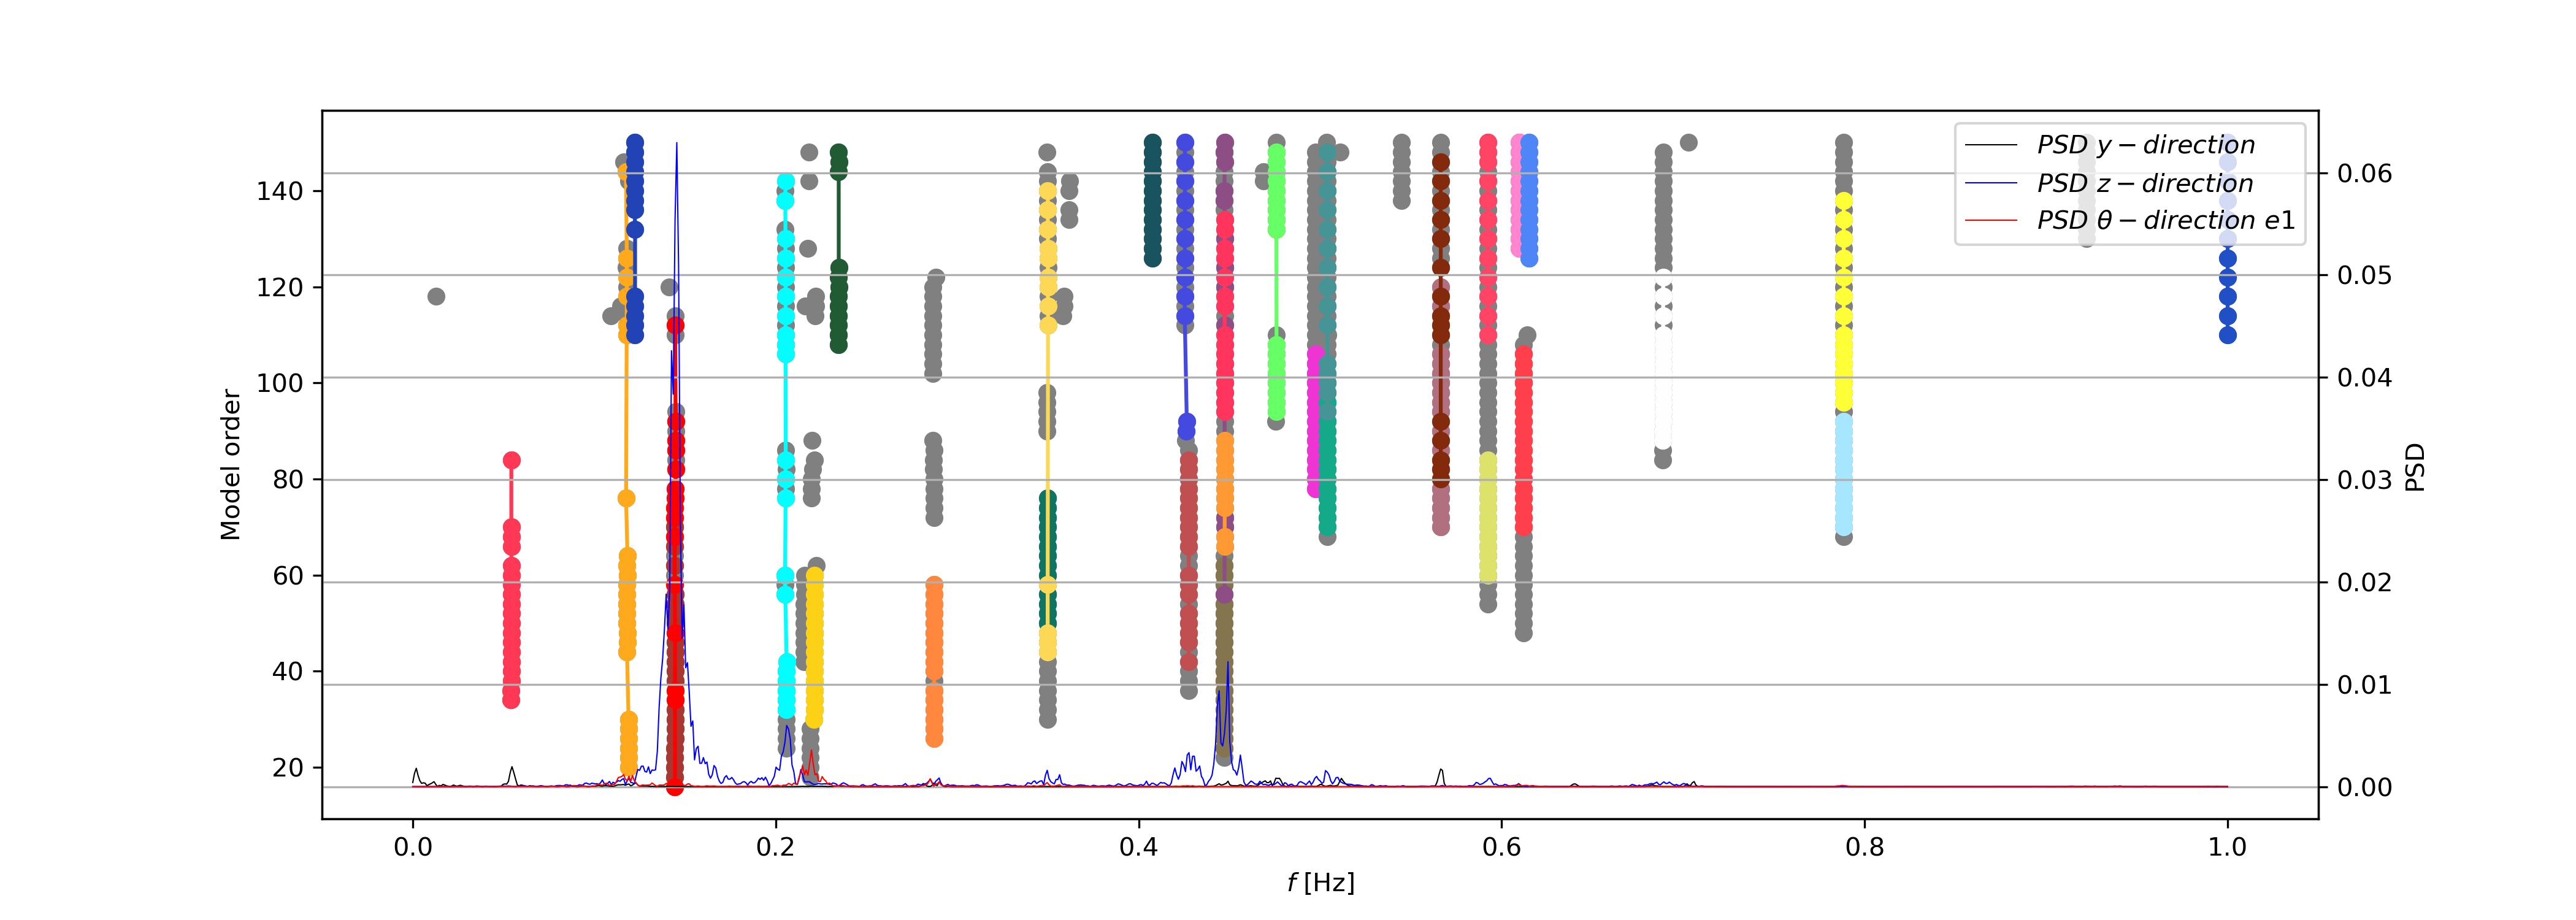 PSD y − direction
PSD z − direction
PSD θ − direction e1
Model order
140
120
100
80
60
40
20
0.06
0.05
0.04
0.03
0.02
0.01
0.00
PSD
0.0 0.2 0.4 0.6 0.8 1.0
f [Hz]